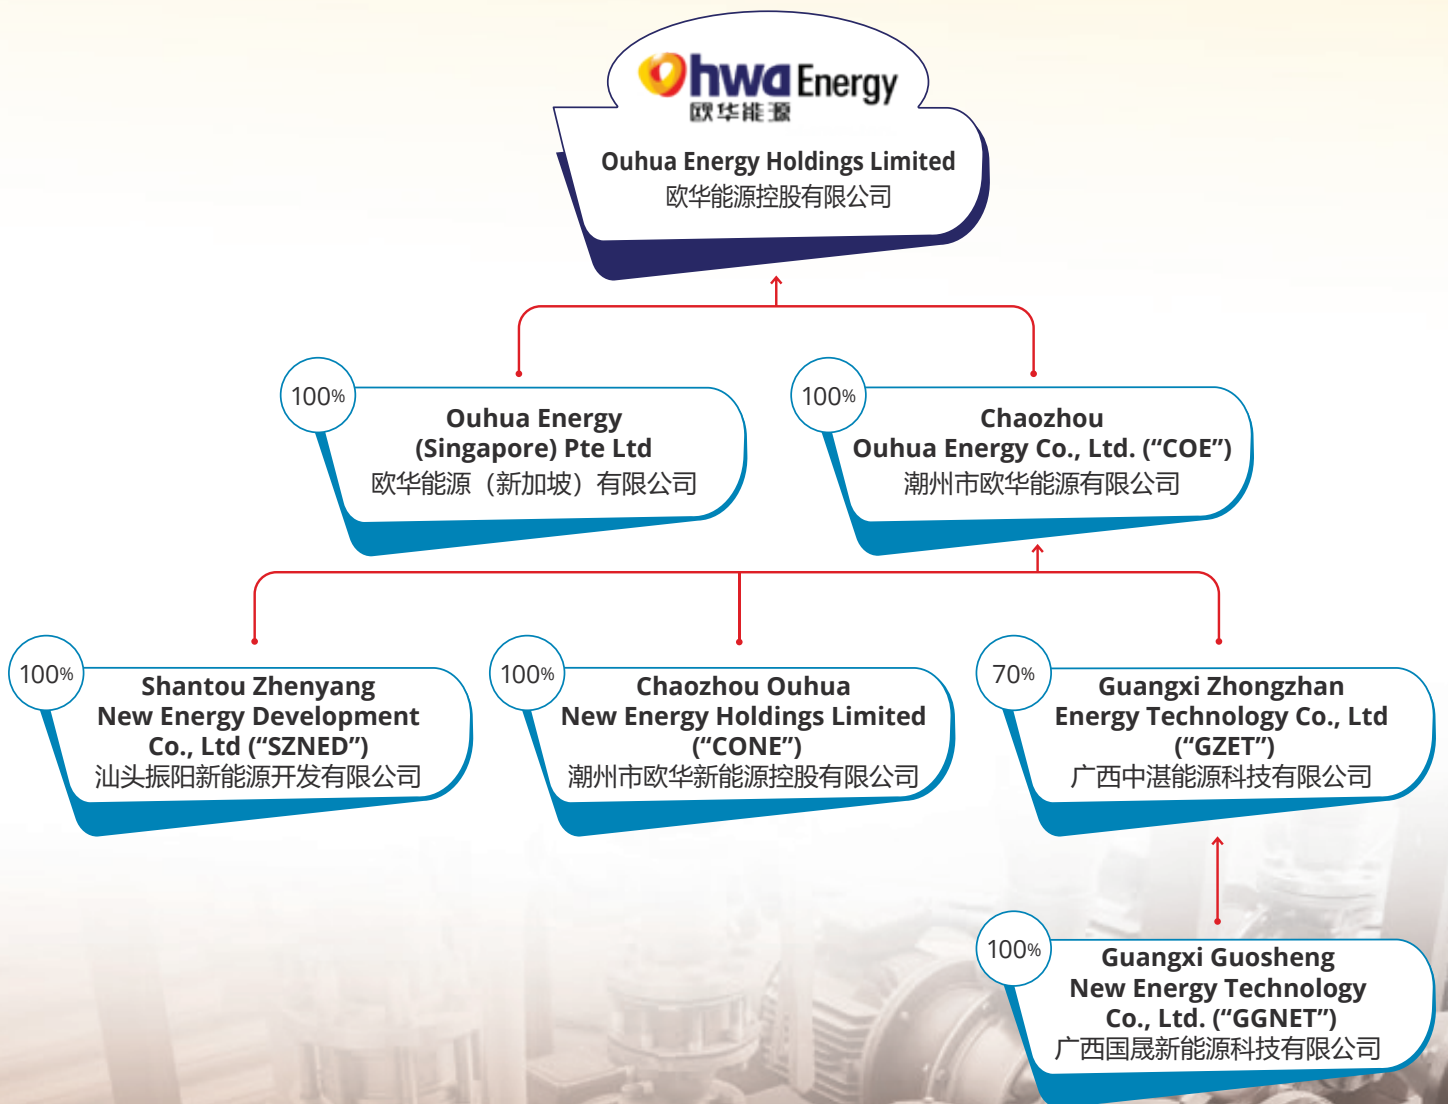 Ohwa Energy
欧华能源
Ouhua Energy Holdings Limited
欧华能源控股有限公司
100%
Ouhua Energy
(Singapore) Pte Ltd
欧华能源（新加坡）有限公司
100%
Chaozhou
Ouhua Energy Co., Ltd. (“COE”)
潮州市欧华能源有限公司
100%
Shantou Zhenyang
New Energy Development
Co., Ltd (“SZNED”)
汕头振阳新能源开发有限公司
100%
Chaozhou Ouhua
New Energy Holdings Limited
(“CONE”)
潮州市欧华新能源控股有限公司
70%
Guangxi Zhongzhan
Energy Technology Co., Ltd
(“GZET”)
广西中湛能源科技有限公司
100%
Guangxi Guosheng
New Energy Technology
Co., Ltd. (“GGNET”)
广西国晟新能源科技有限公司